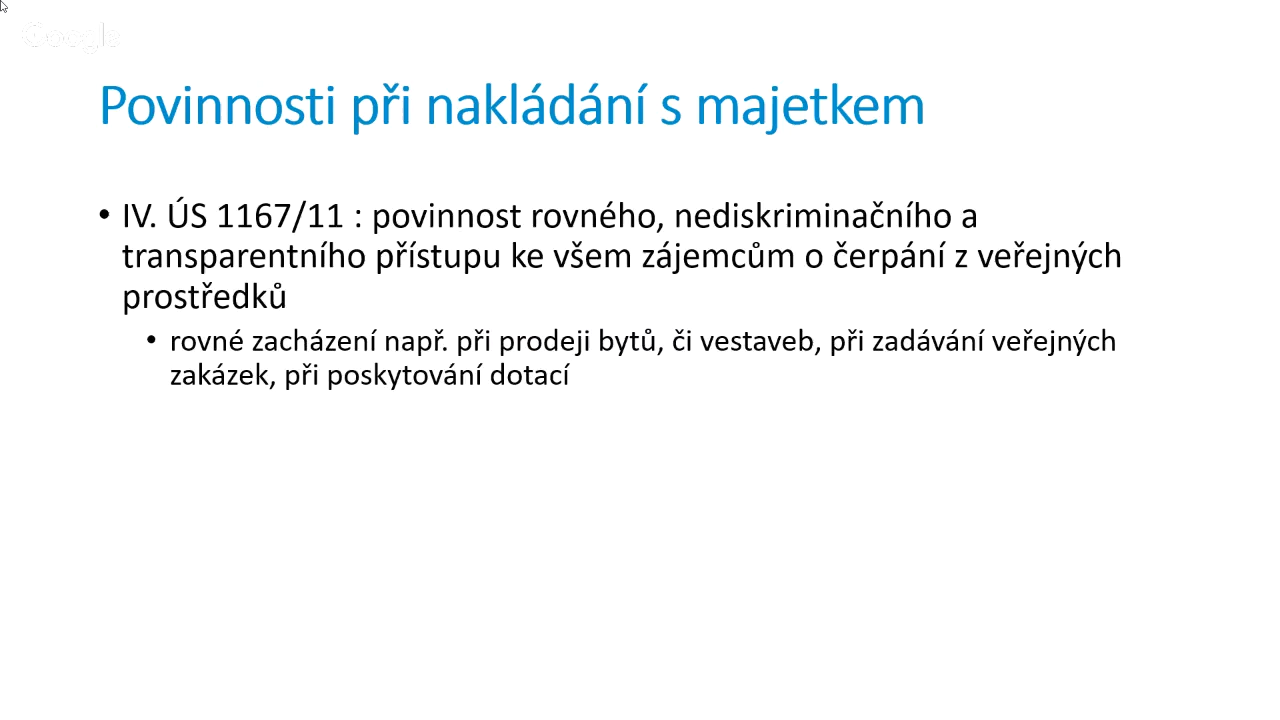 Google
Povinnosti při nakládání s majetkem
• IV. ÚS 1167/11 : povinnost rovného, nediskriminačního a
transparentního přístupu ke všem zájemcům o čerpání z veřejných
prostředků
• rovné zacházení např. při prodeji bytů, či vestaveb, při zadávání veřejných
zakázek, při poskytování dotací